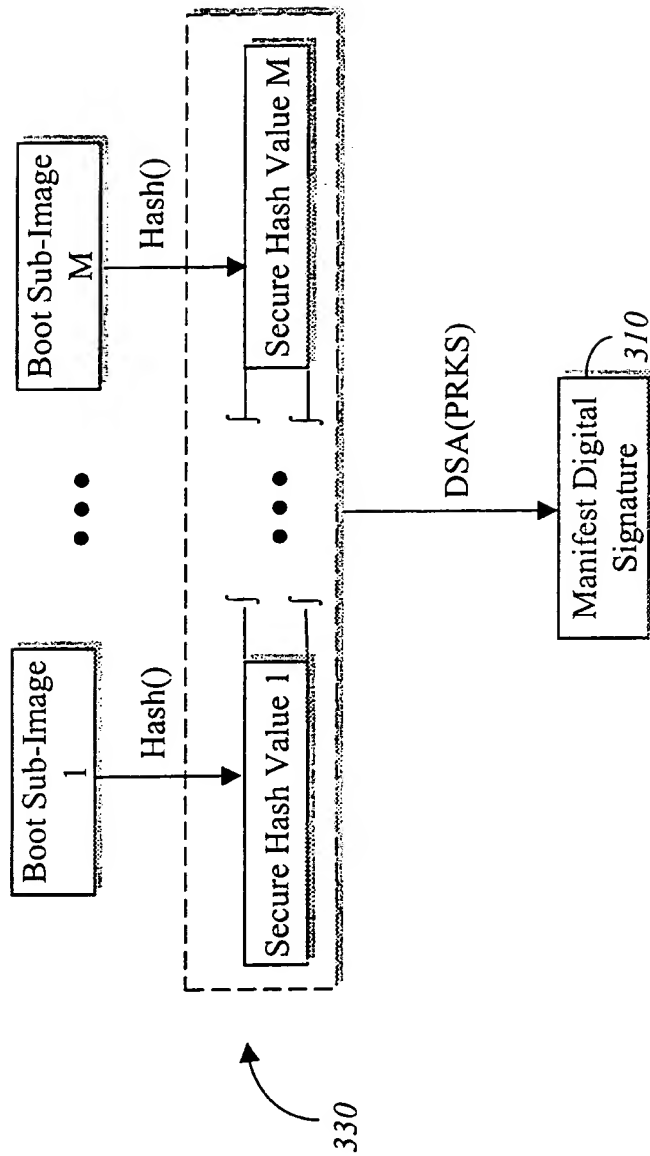 Boot Sub-Image
1
Boot Sub-Image
M
Hash()
Hash()
Secure Hash Value 1
Secure Hash Value M
330
DSA(PRKS)
Manifest Digital
Signature
310